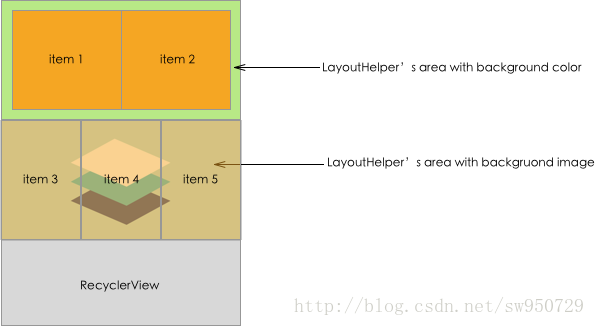 item 1
item 2
LayoutHelper’s area with background color
item 3
item 4
item 5
LayoutHelper’s area with backgruond image
RecyclerView
http://blog.csdn.net/sw950729